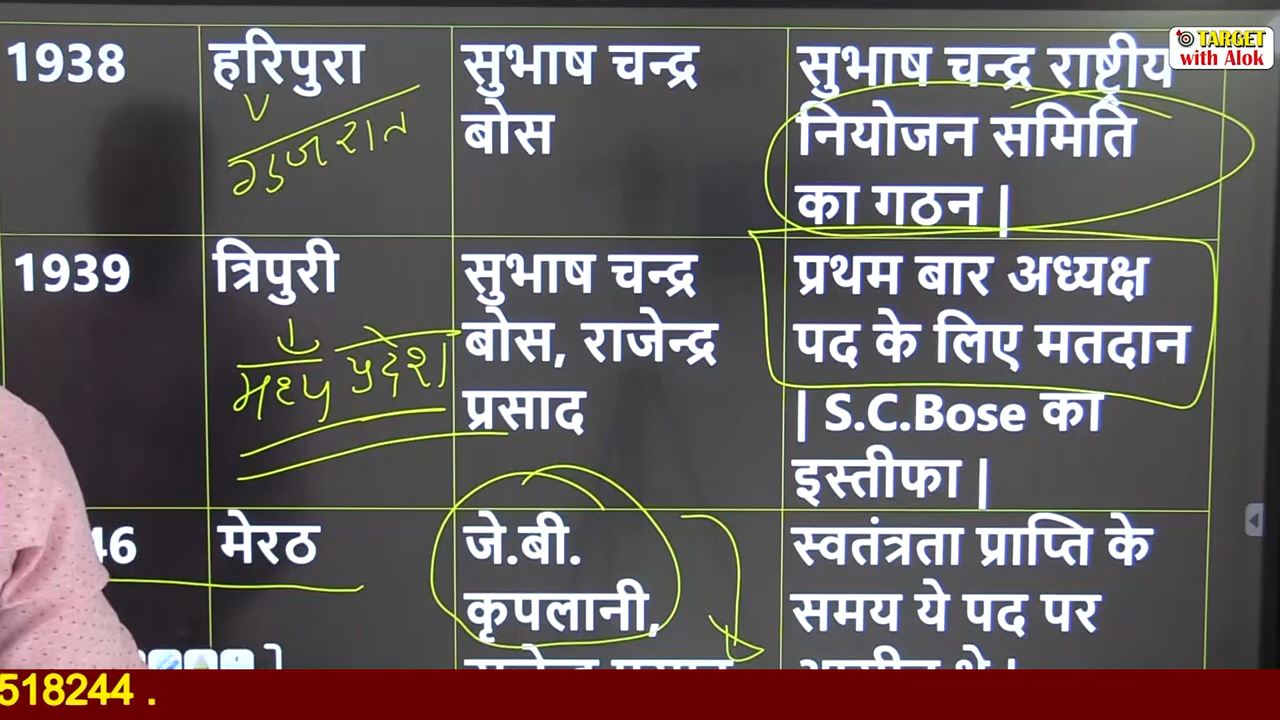 TARGET
with Alok
1938
हरिपुरा
गुजरात
सुभाष चन्द्र
बोस
सुभाष चन्द्र राष्ट्रीय
नियोजन समिति
का गठन |
1939
त्रिपुरी
मध्य प्रदेश
सुभाष चन्द्र
बोस, राजेन्द्र
प्रसाद
प्रथम बार अध्यक्ष
पद के लिए मतदान
| S.C.Bose का
इस्तीफा |
46
मेरठ
जे.बी.
कृपलानी,
स्वतंत्रता प्राप्ति के
समय ये पद पर
518244 .